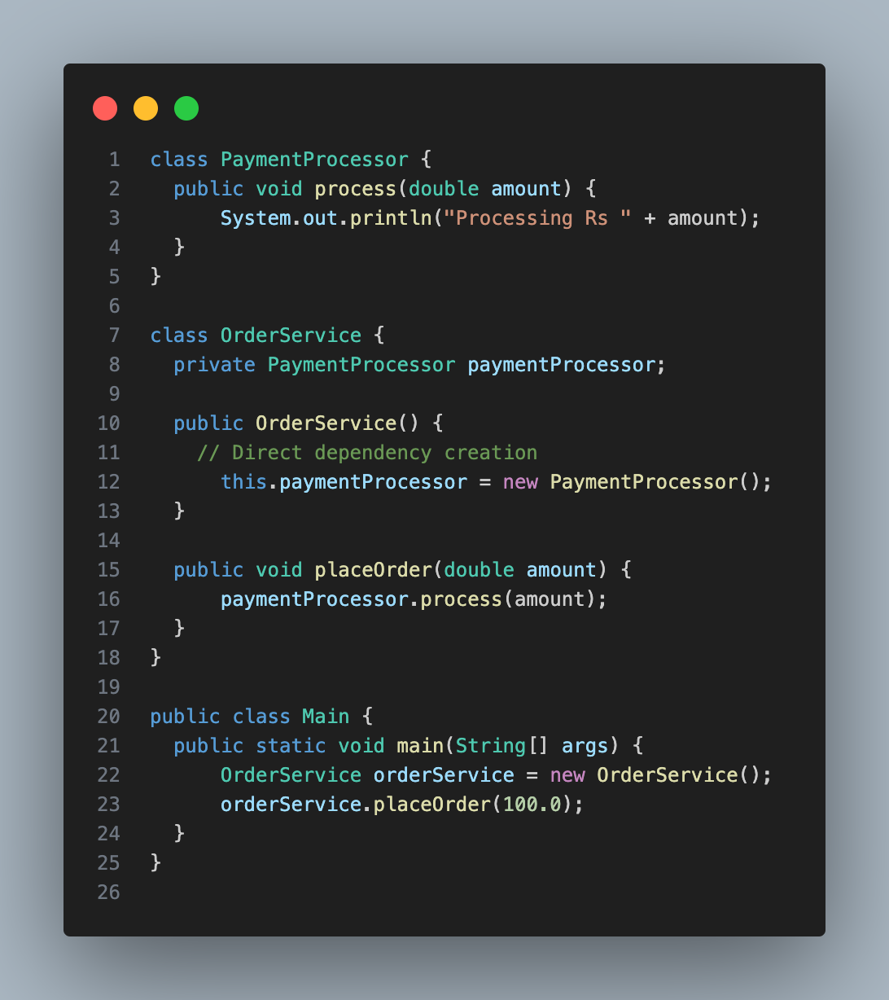 1 class PaymentProcessor {
2   public void process(double amount) {
3       System.out.println("Processing Rs " + amount);
4   }
5 }
6
7 class OrderService {
8   private PaymentProcessor paymentProcessor;
9
10   public OrderService() {
11     // Direct dependency creation
12       this.paymentProcessor = new PaymentProcessor();
13   }
14
15   public void placeOrder(double amount) {
16       paymentProcessor.process(amount);
17   }
18 }
19
20 public class Main {
21   public static void main(String[] args) {
22       OrderService orderService = new OrderService();
23       orderService.placeOrder(100.0);
24   }
25 }
26